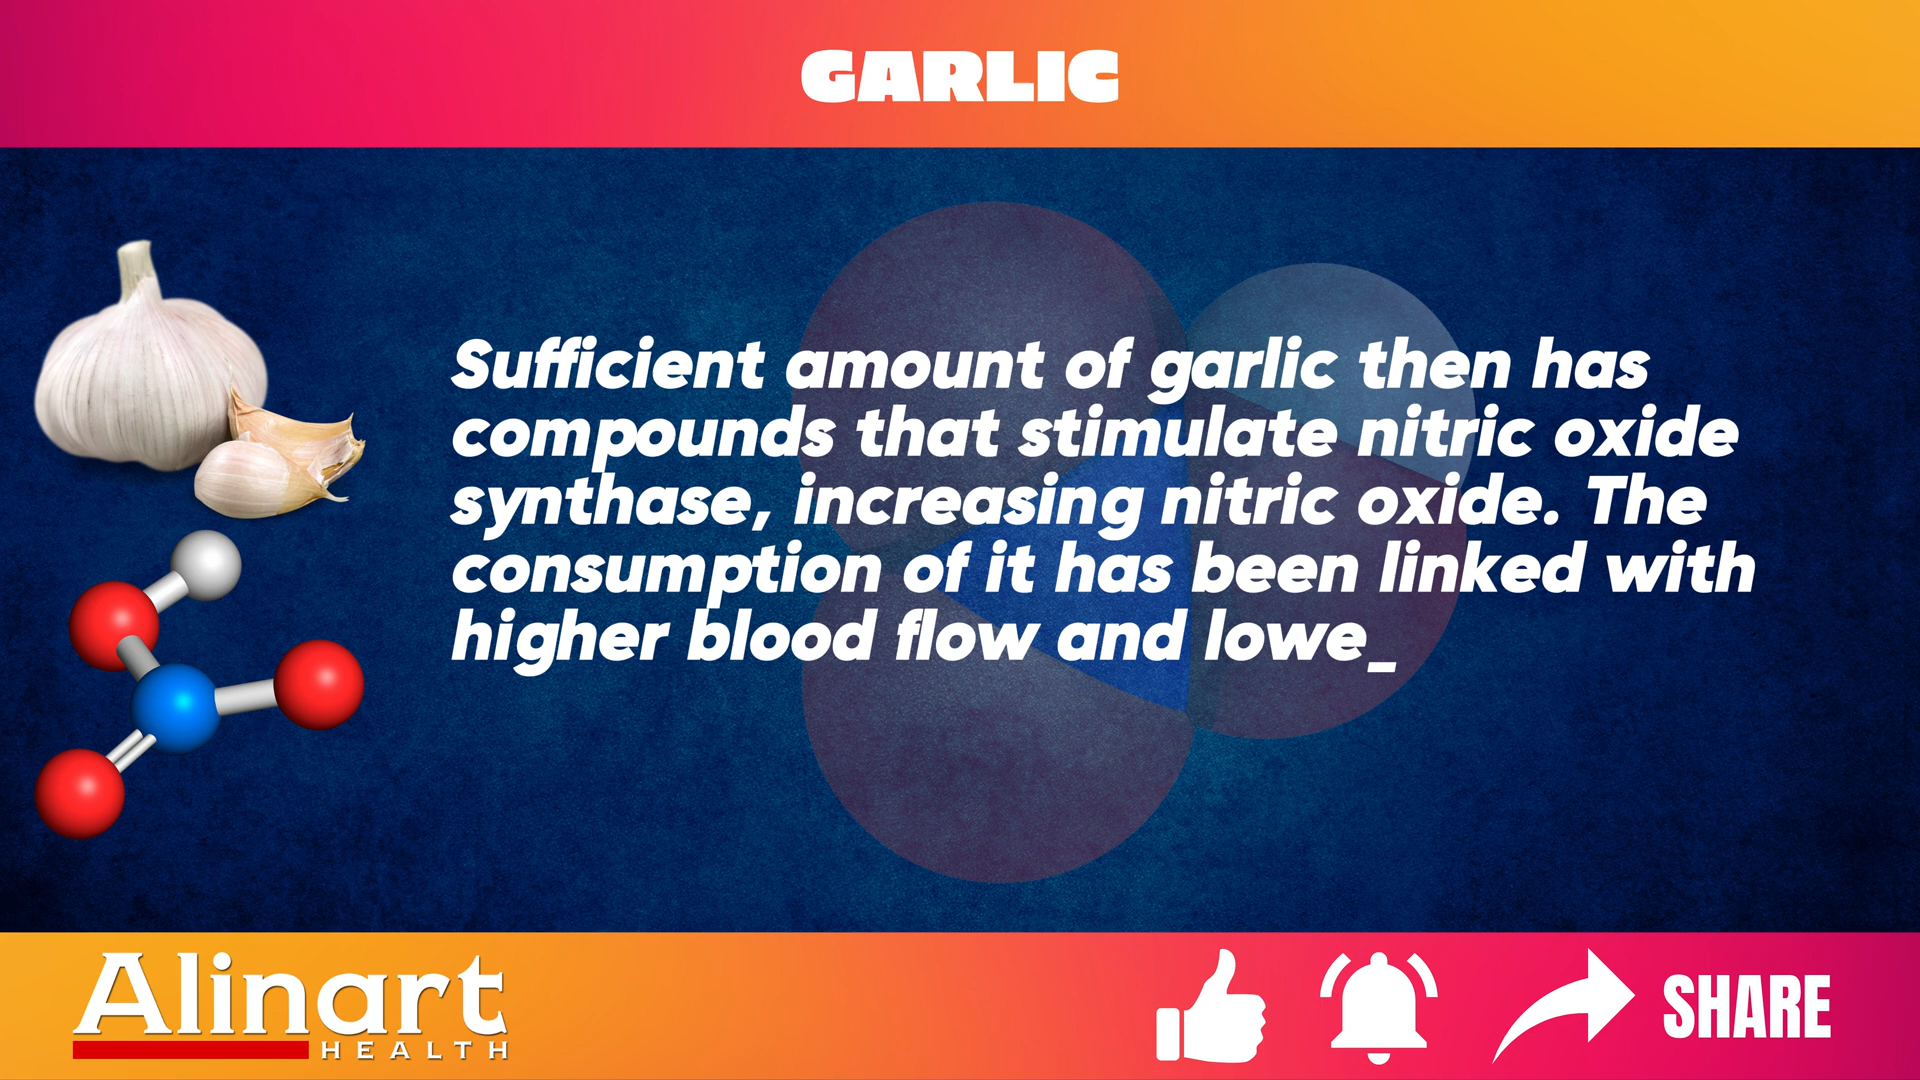 GARLIC
Sufficient amount of garlic then has
compounds that stimulate nitric oxide
synthase, increasing nitric oxide. The
consumption of it has been linked with
higher blood flow and lowe_
Alinart
HEALTH
SHARE